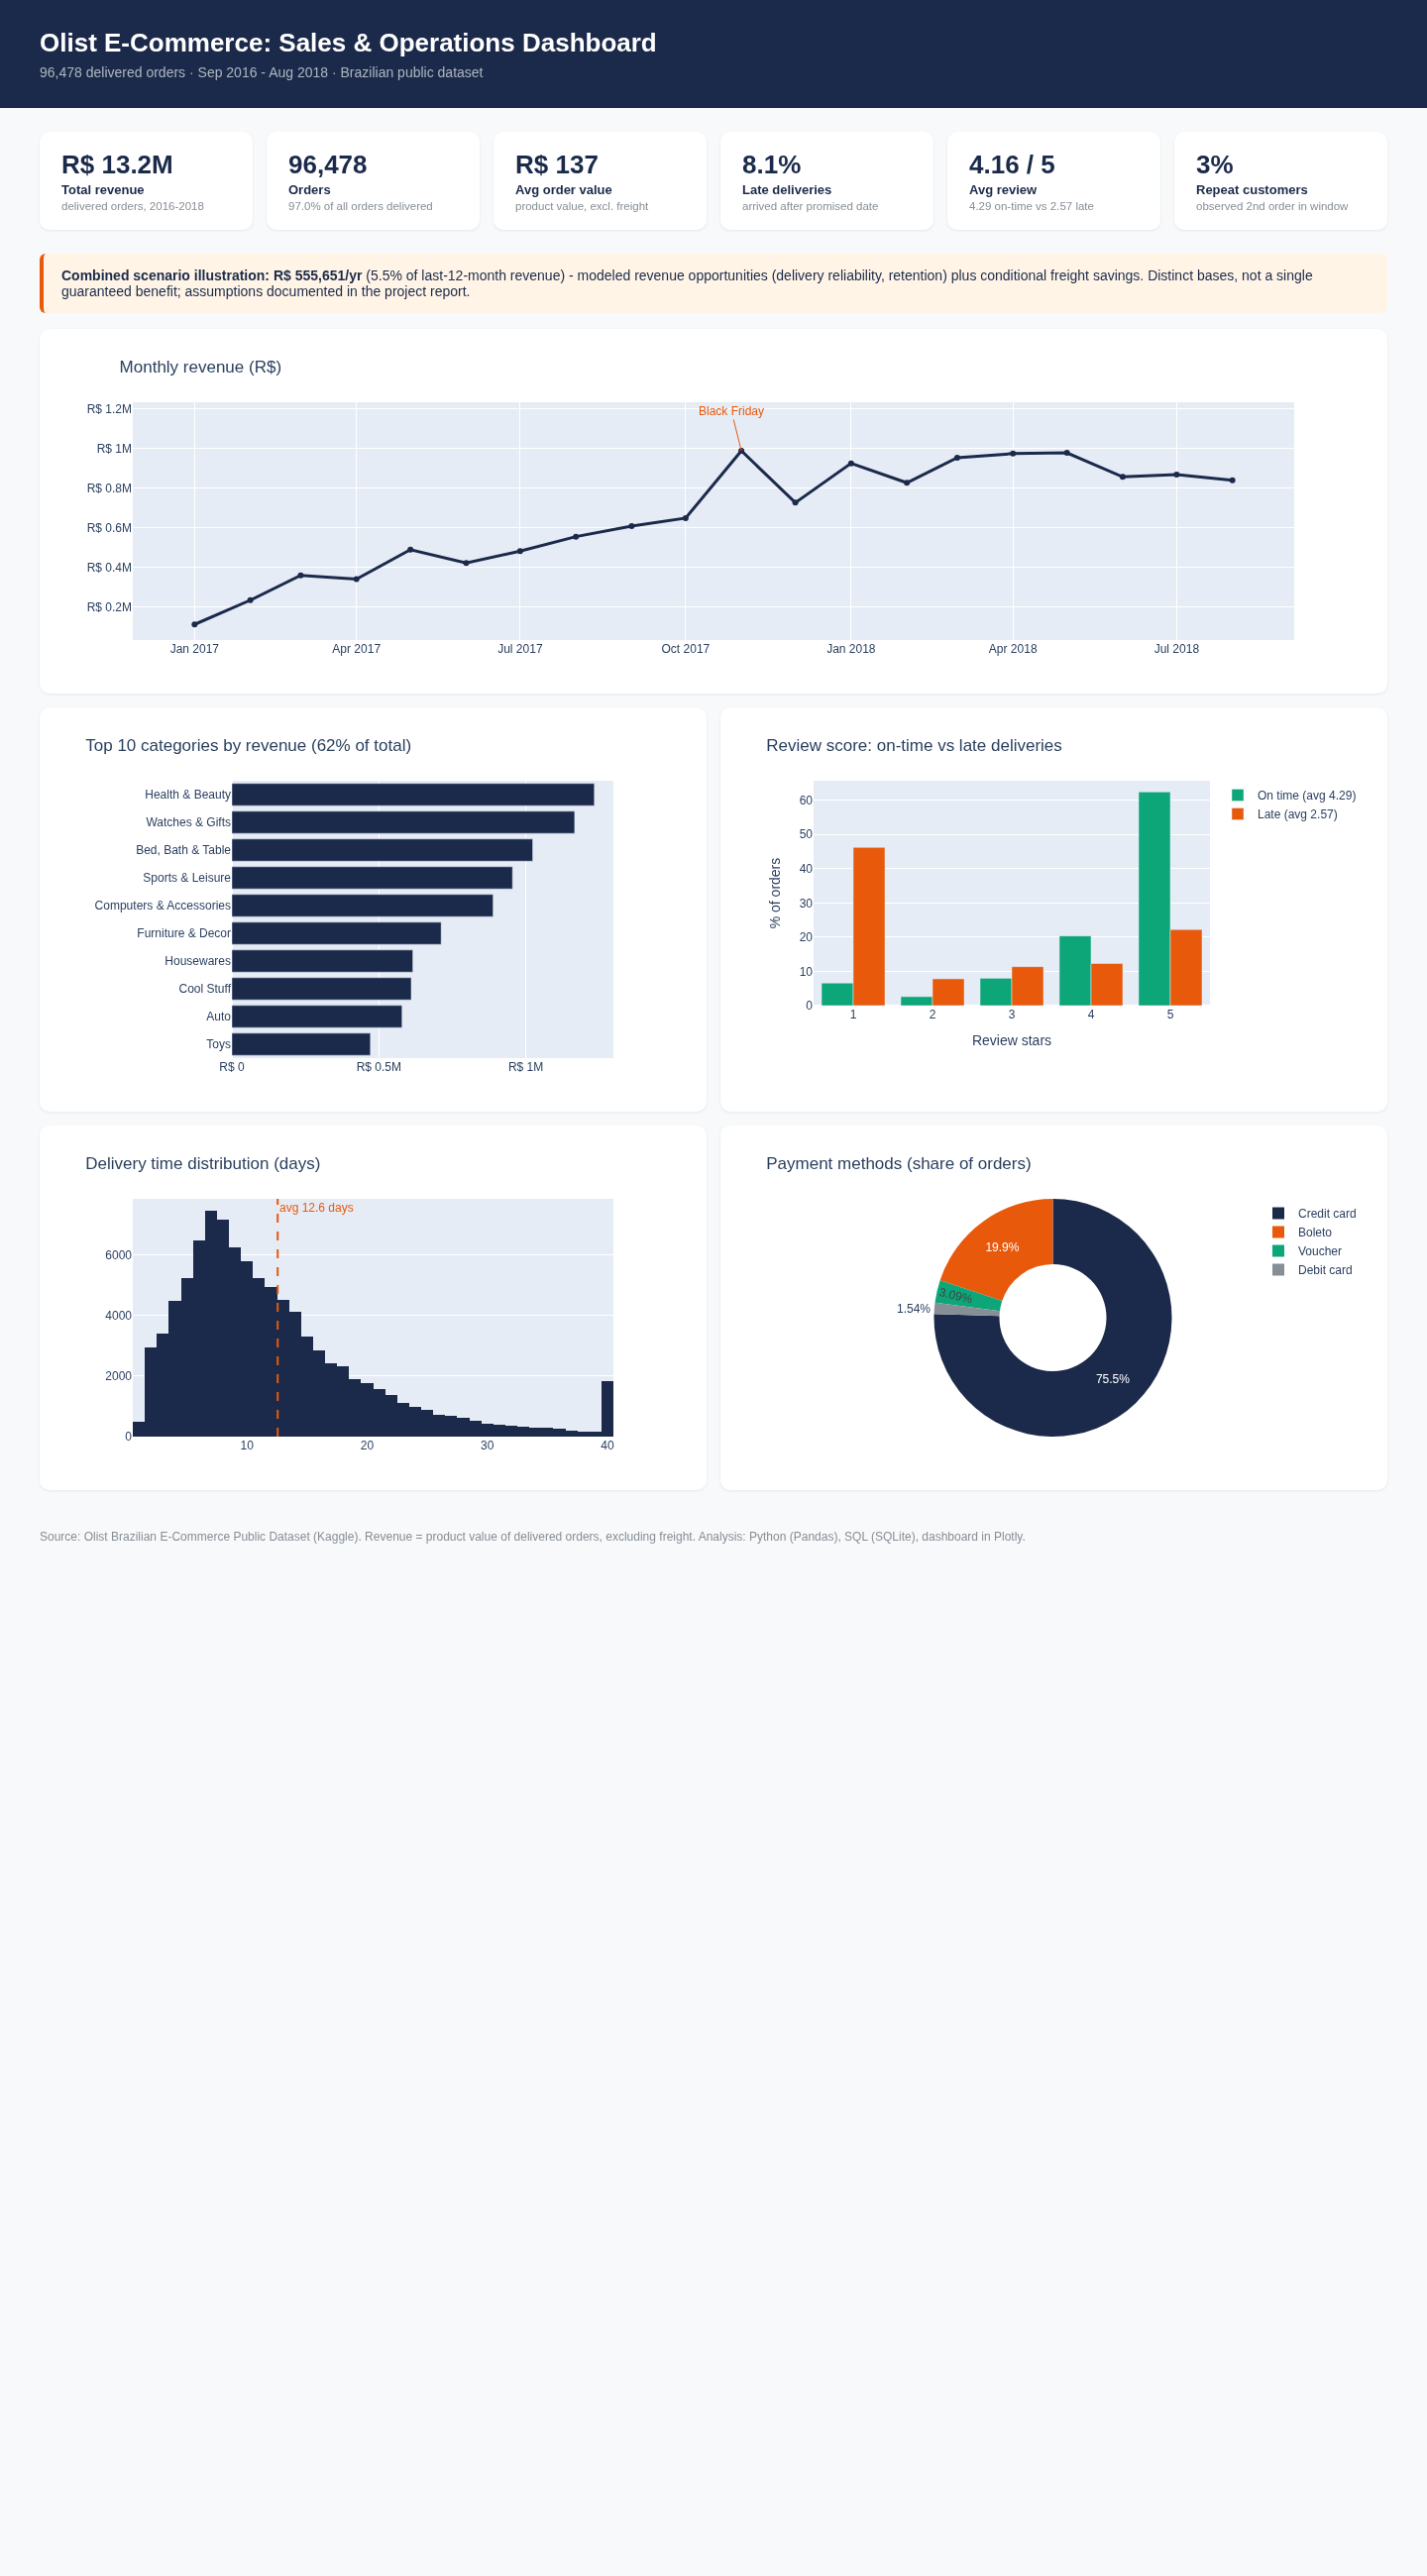 Olist E-Commerce: Sales & Operations Dashboard
96,478 delivered orders · Sep 2016 - Aug 2018 · Brazilian public dataset
R$ 13.2M
Total revenue
delivered orders, 2016-2018
96,478
Orders
97.0% of all orders delivered
R$ 137
Avg order value
product value, excl. freight
8.1%
Late deliveries
arrived after promised date
4.16 / 5
Avg review
4.29 on-time vs 2.57 late
3%
Repeat customers
observed 2nd order in window
Combined scenario illustration: R$ 555,651/yr (5.5% of last-12-month revenue) - modeled revenue opportunities (delivery reliability, retention) plus conditional freight savings. Distinct bases, not a single
guaranteed benefit; assumptions documented in the project report.
Monthly revenue (R$)
R$ 1.2M
R$ 1M
R$ 0.8M
R$ 0.6M
R$ 0.4M
R$ 0.2M
Black Friday
Jan 2017
Apr 2017
Jul 2017
Oct 2017
Jan 2018
Apr 2018
Jul 2018
Top 10 categories by revenue (62% of total)
Health & Beauty
Watches & Gifts
Bed, Bath & Table
Sports & Leisure
Computers & Accessories
Furniture & Decor
Housewares
Cool Stuff
Auto
Toys
R$ 0
R$ 0.5M
R$ 1M
Review score: on-time vs late deliveries
% of orders
60
50
40
30
20
10
0
1
2
3
4
5
Review stars
On time (avg 4.29)
Late (avg 2.57)
Delivery time distribution (days)
avg 12.6 days
6000
4000
2000
0
10
20
30
40
Payment methods (share of orders)
19.9%
3.09%
1.54%
75.5%
Credit card
Boleto
Voucher
Debit card
Source: Olist Brazilian E-Commerce Public Dataset (Kaggle). Revenue = product value of delivered orders, excluding freight. Analysis: Python (Pandas), SQL (SQLite), dashboard in Plotly.